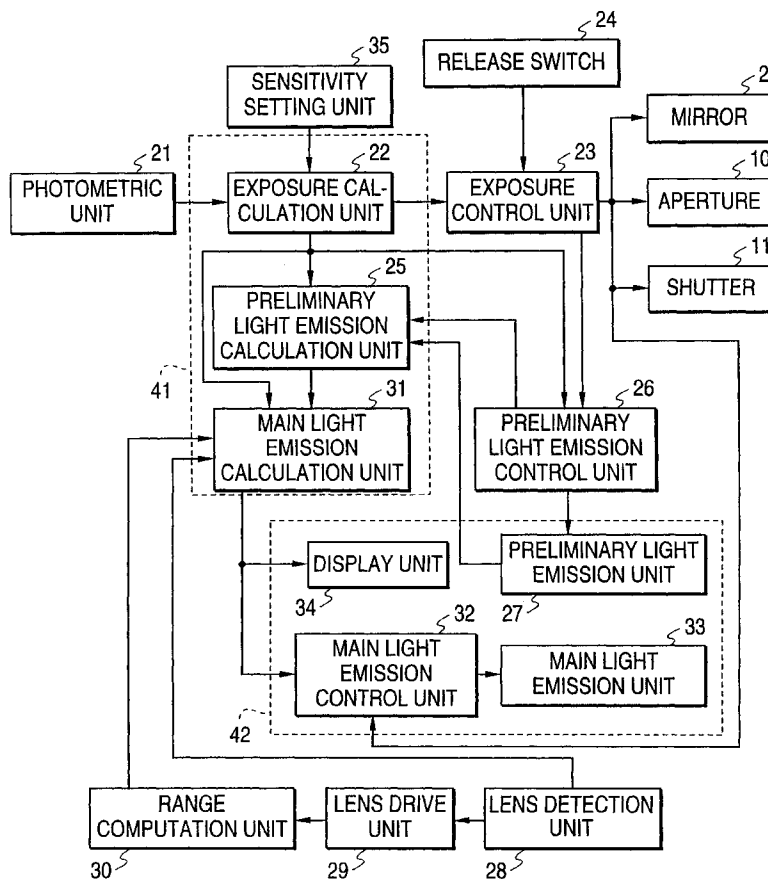 35
SENSITIVITY
SETTING UNIT
24
RELEASE SWITCH
2
MIRROR
21
PHOTOMETRIC
UNIT
22
EXPOSURE CAL-
CULATION UNIT
23
EXPOSURE
CONTROL UNIT
10
APERTURE
11
SHUTTER
25
PRELIMINARY
LIGHT EMISSION
CALCULATION UNIT
41
31
MAIN LIGHT
EMISSION
CALCULATION UNIT
26
PRELIMINARY
LIGHT EMISSION
CONTROL UNIT
DISPLAY UNIT
34
PRELIMINARY LIGHT
EMISSION UNIT
27
32
MAIN LIGHT
EMISSION
CONTROL UNIT
33
MAIN LIGHT
EMISSION UNIT
42
RANGE
COMPUTATION UNIT
30
LENS DRIVE
UNIT
29
LENS DETECTION
UNIT
28